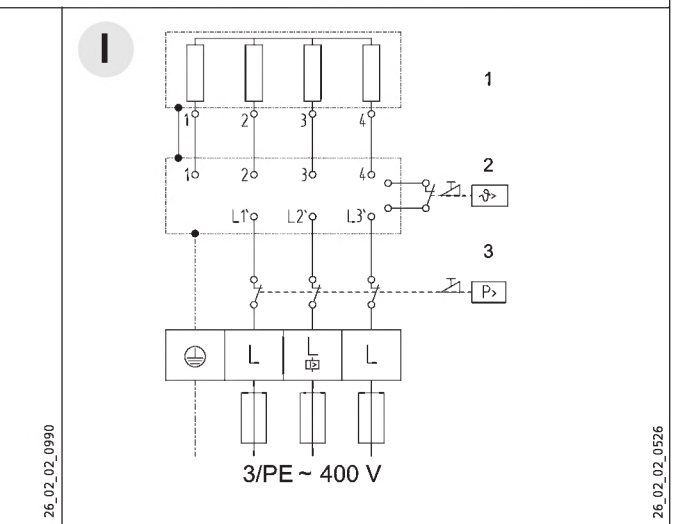 I
1
1 2 3 4
2
1 2 3 4
ϑ>
L1' L2' L3'
3
P>
L L L
I>
3/PE ~ 400 V
26_02_02_0990
26_02_02_0526